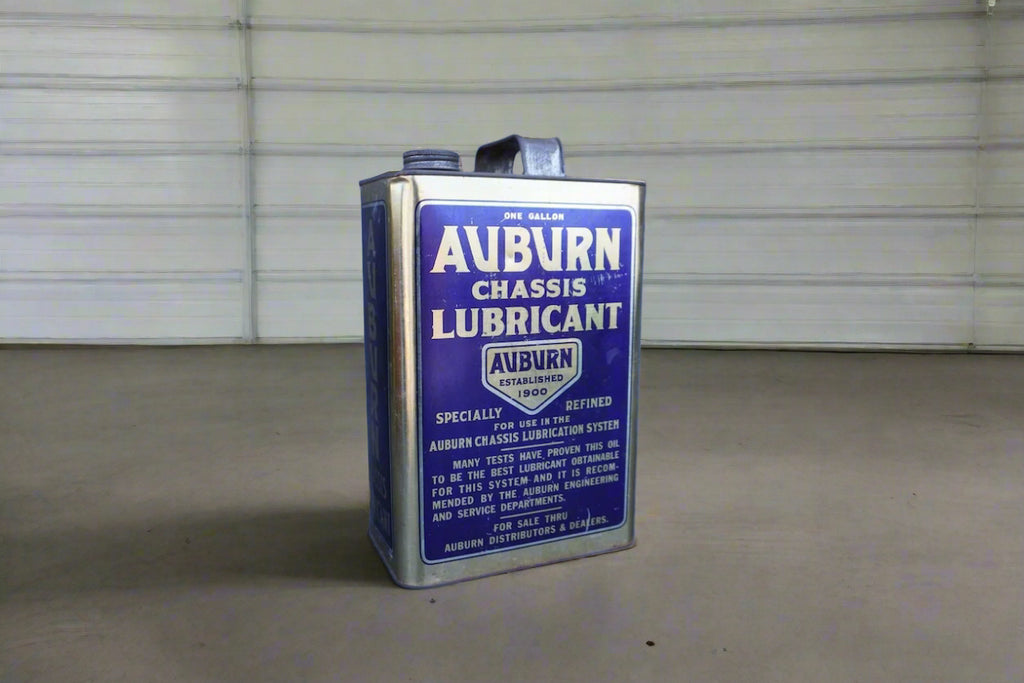 ONE GALLON
AUBURN
CHASSIS
LUBRICANT
AUBURN
ESTABLISHED
1900
SPECIALLY REFINED
FOR USE IN THE
AUBURN CHASSIS LUBRICATION SYSTEM
MANY TESTS HAVE PROVEN THIS OIL
TO BE THE BEST LUBRICANT OBTAINABLE
FOR THIS SYSTEM AND IT IS RECOM-
MENDED BY THE AUBURN ENGINEERING
AND SERVICE DEPARTMENTS.
FOR SALE THRU
AUBURN DISTRIBUTORS & DEALERS.
AUBURN